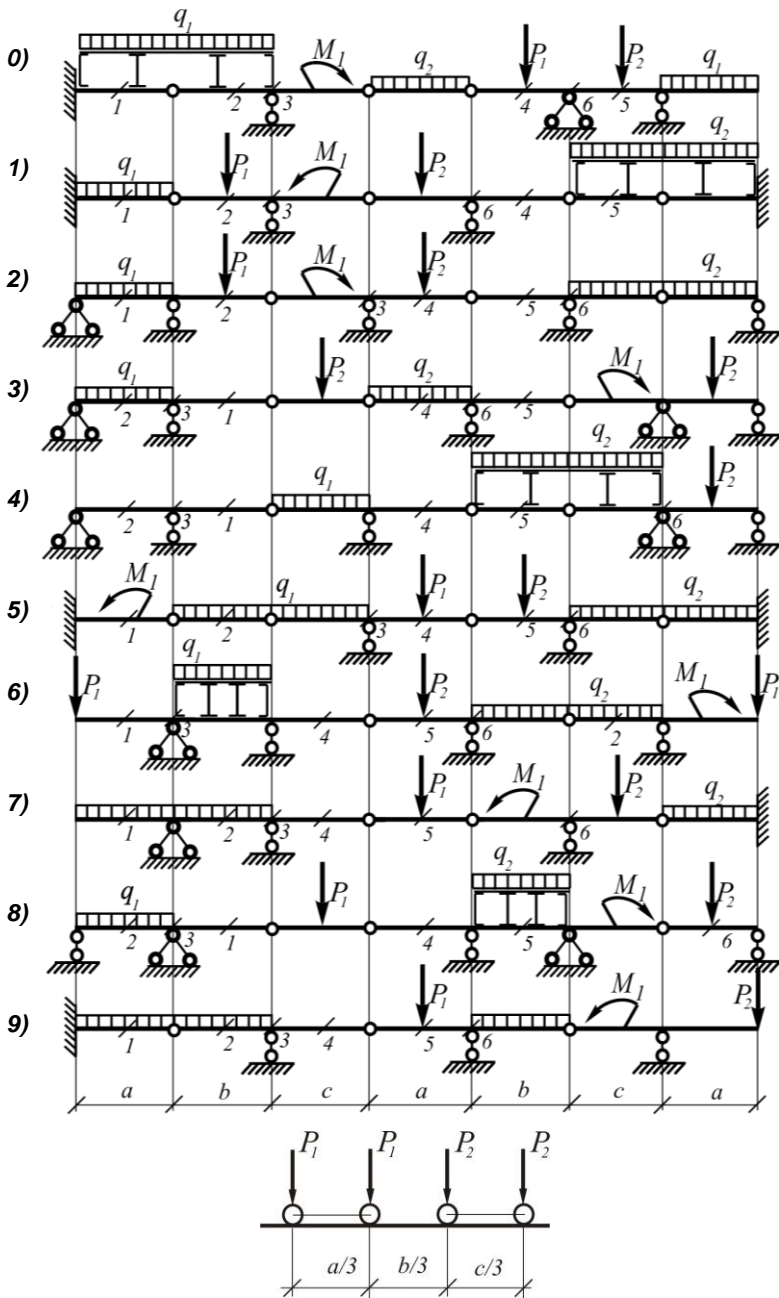 0) q₁ M₁ q₂ P₁ P₂ q₁
1 2 3 4 6 5
1) q₁ P₁ M₁ P₂ q₂
1 2 3 6 4 5
2) q₁ P₁ M₁ P₂ q₂
1 2 3 4 5 6
3) q₁ P₂ q₂ M₁ P₂
2 3 1 4 6 5
4) q₁ q₂ P₂
2 3 1 4 5 6
5) M₁ q₁ P₁ P₂ q₂
1 2 3 4 5 6
6) P₁ q₁ P₂ q₂ M₁ P₁
1 3 4 5 6 2
7) P₁ M₁ P₂ q₂
1 2 3 4 5 6
8) q₁ P₁ q₂ M₁ P₂
2 3 1 4 5 6
9) P₁ M₁ P₂
1 2 3 4 5 6
a b c a b c a
P₁ P₁ P₂ P₂
a/3 b/3 c/3